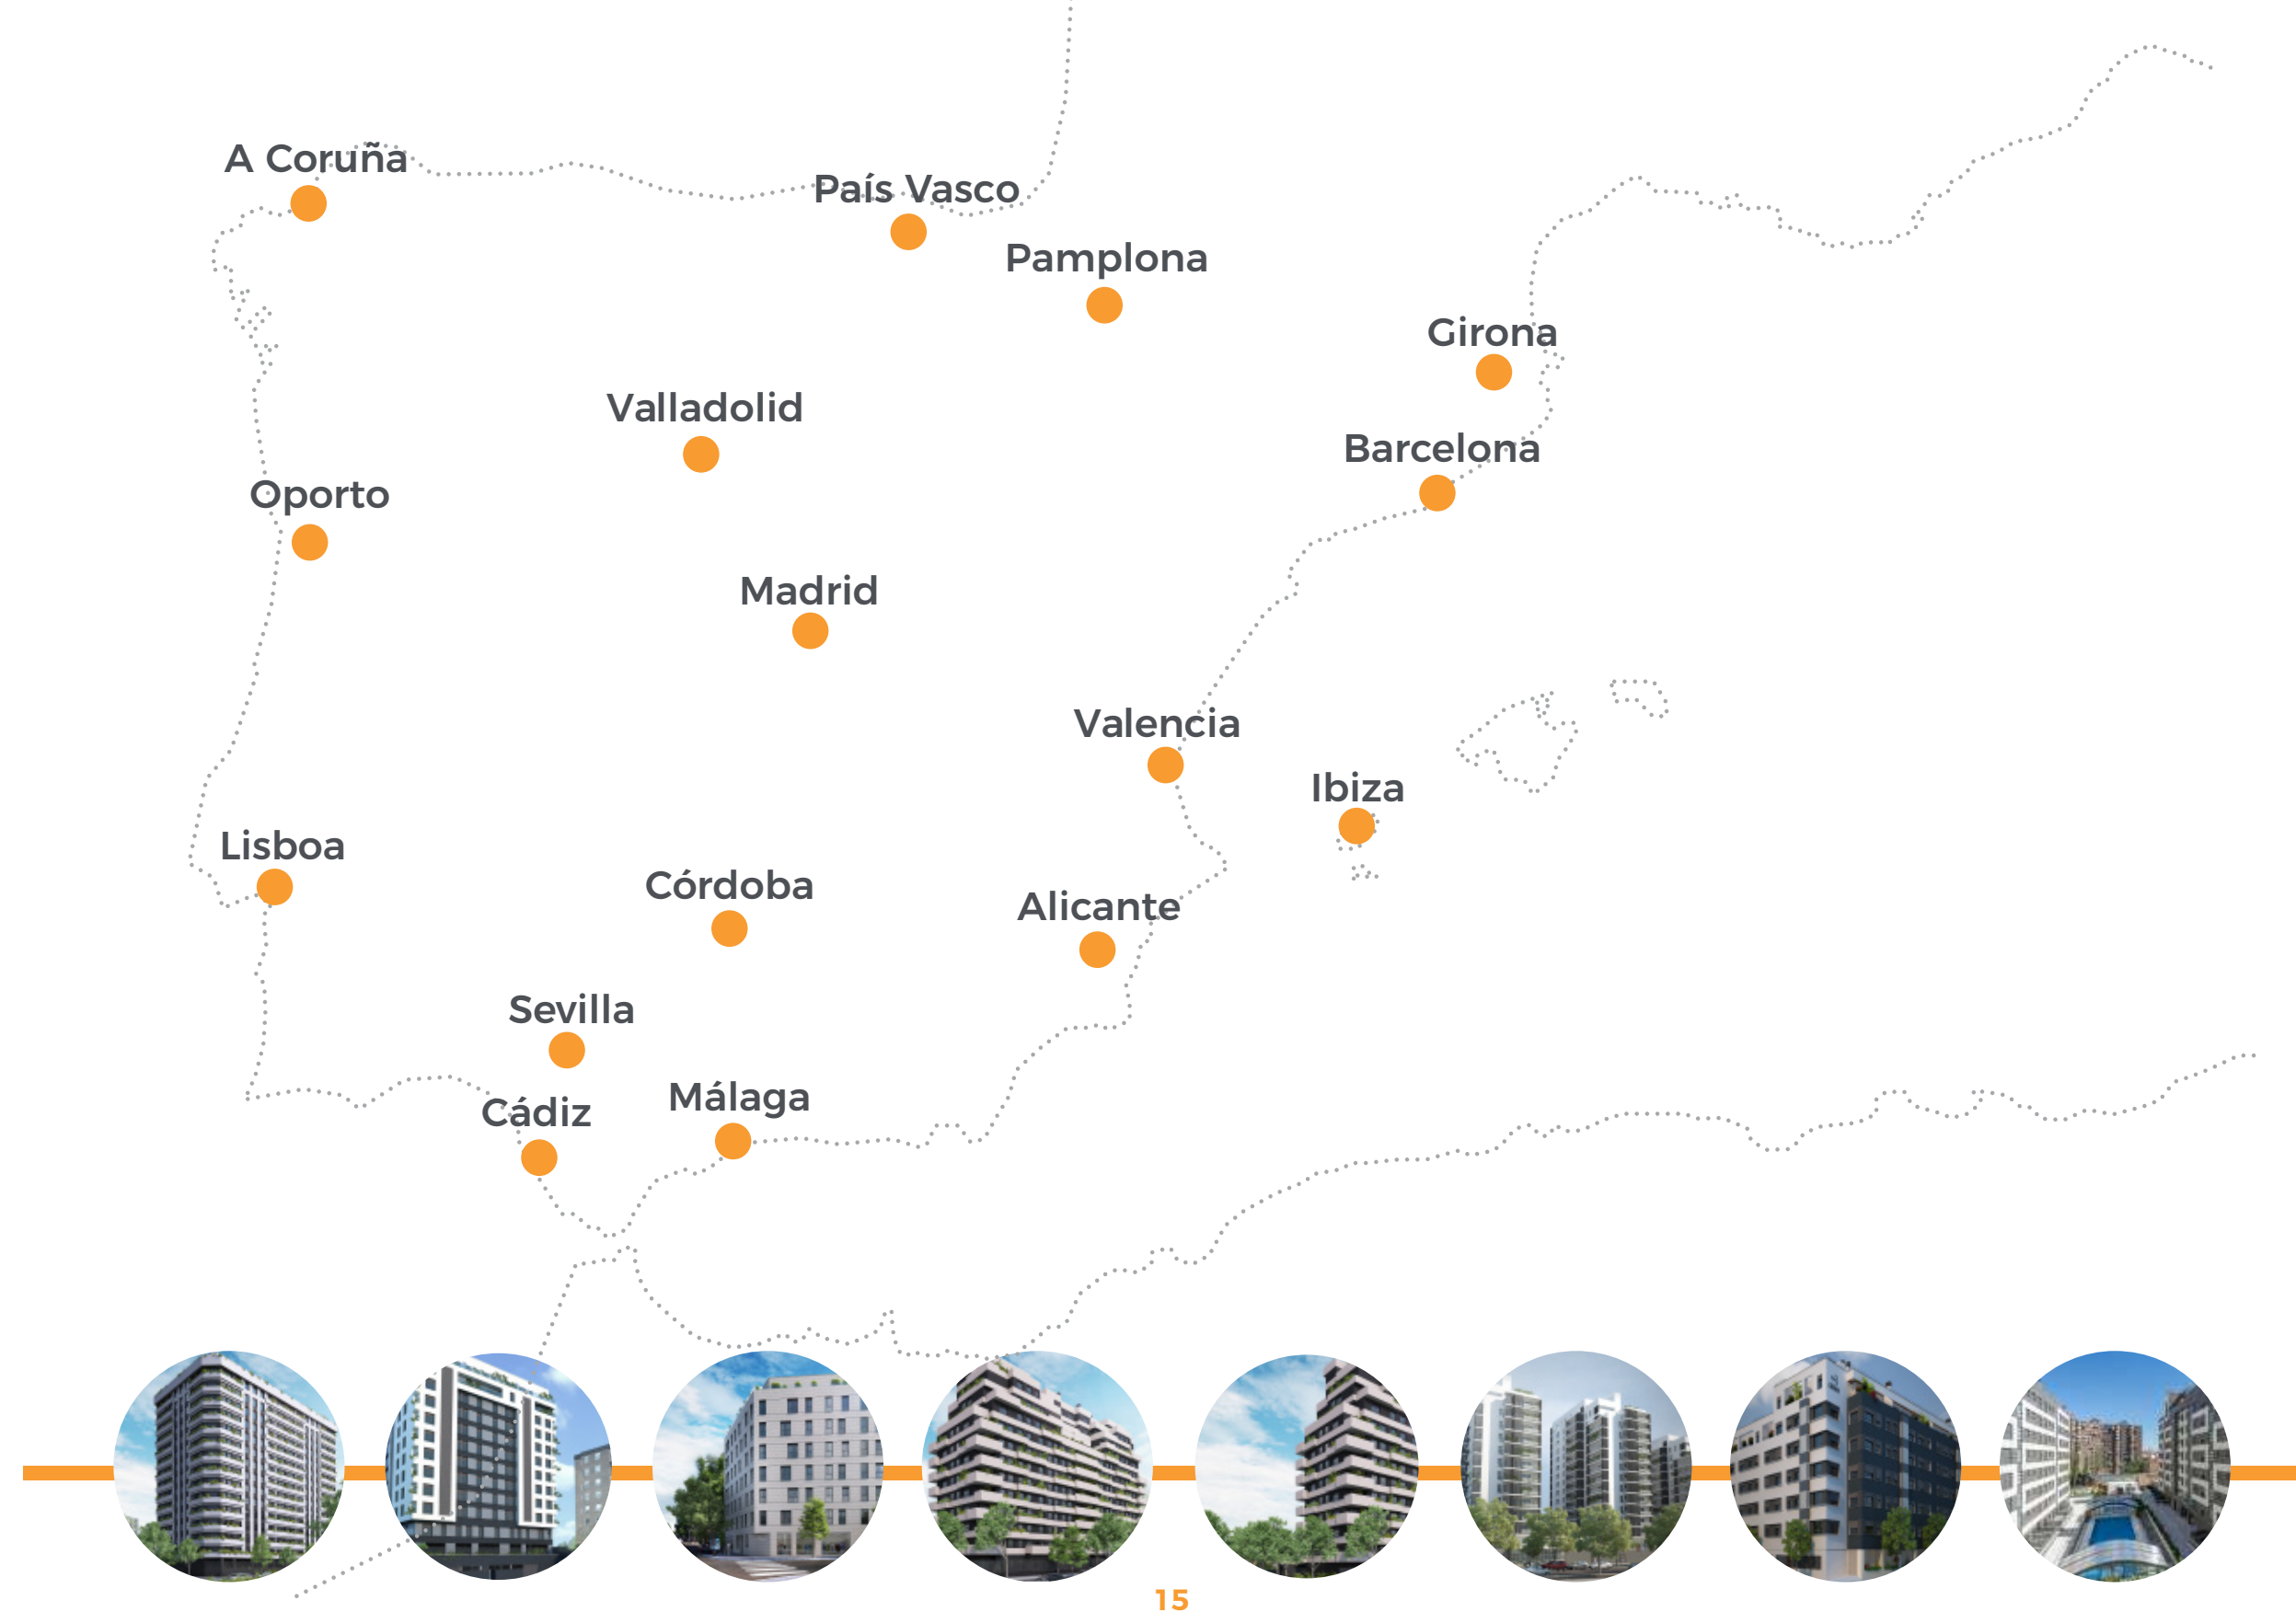 A Coruña
País Vasco
Pamplona
Girona
Valladolid
Barcelona
Oporto
Madrid
Valencia
Ibiza
Lisboa
Córdoba
Alicante
Sevilla
Málaga
Cádiz
15